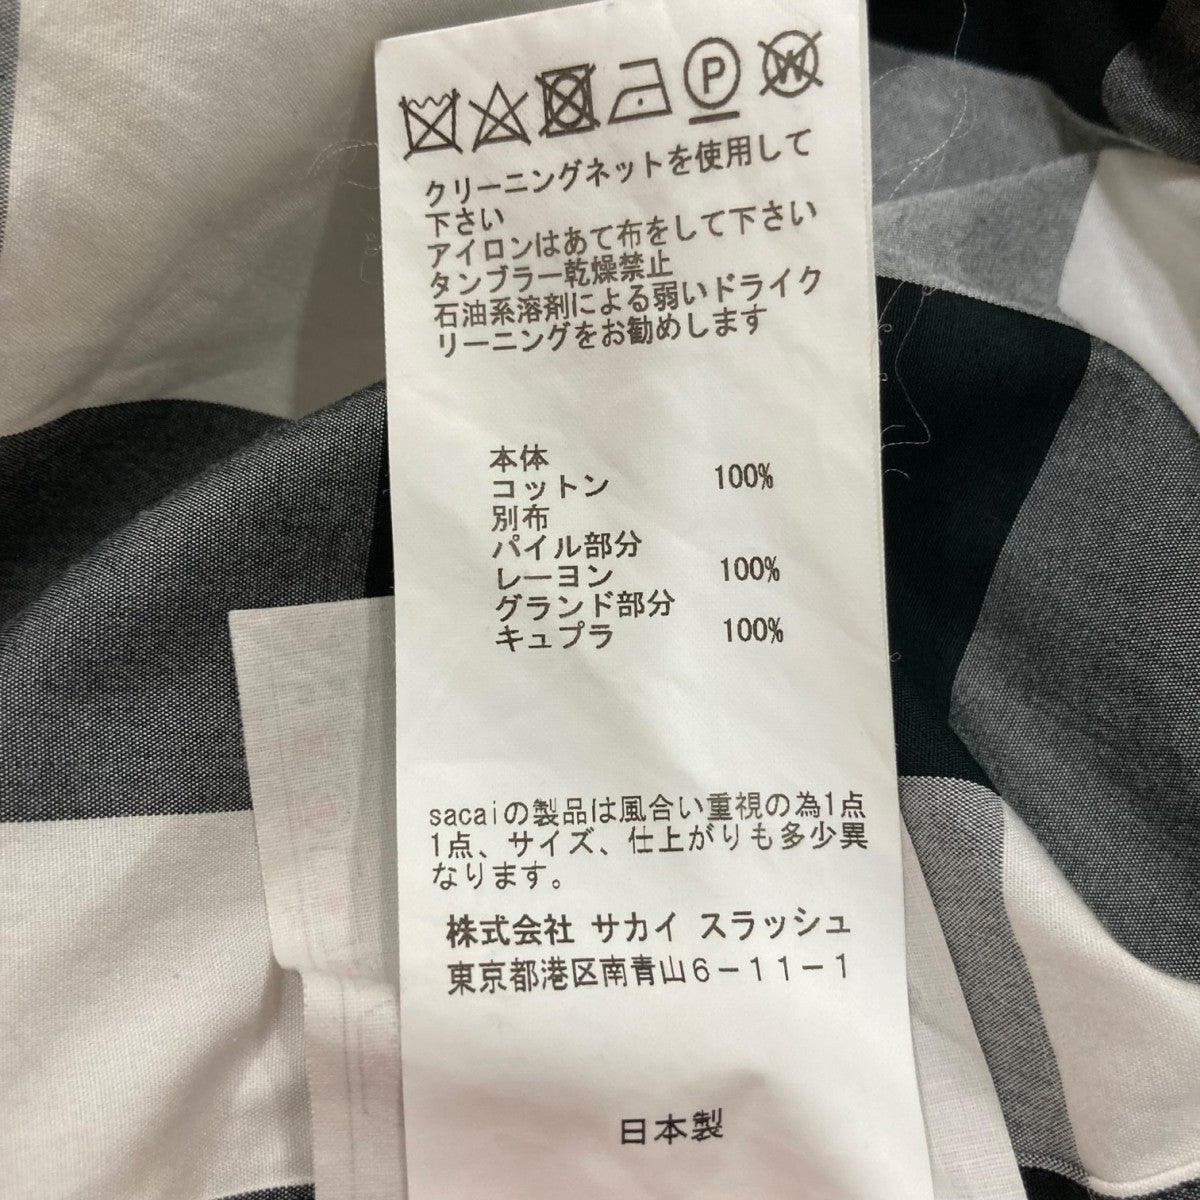 P
W
クリーニングネットを使用して
下さい
アイロンはあて布をして下さい
タンブラー乾燥禁止
石油系溶剤による弱いドライク
リーニングをお勧めします
本体
コットン 100%
別布
パイル部分
レーヨン 100%
グランド部分
キュプラ 100%
sacaiの製品は風合い重視の為1点
1点、サイズ、仕上がりも多少異
なります。
株式会社 サカイ スラッシュ
東京都港区南青山6-11-1
日本製